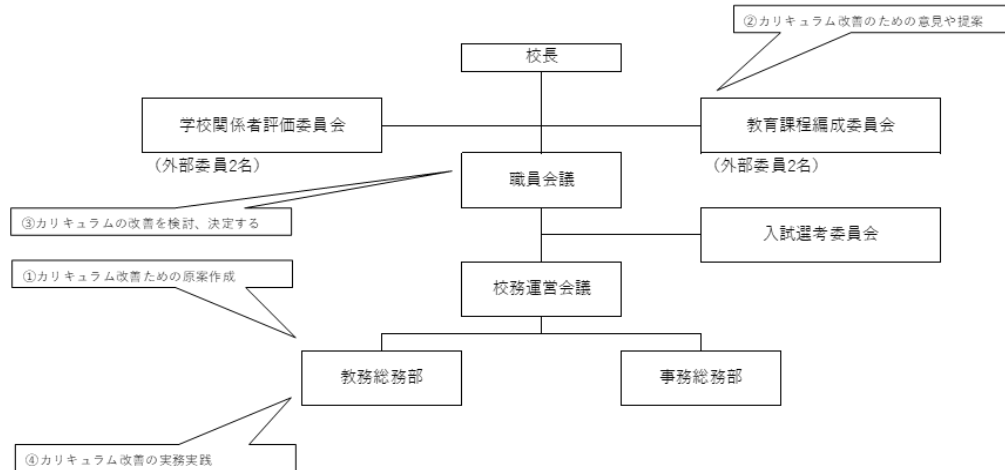 ②カリキュラム改善のための意見や提案
校長
学校関係者評価委員会
教育課程編成委員会
（外部委員2名）
（外部委員2名）
職員会議
③カリキュラムの改善を検討、決定する
入試選考委員会
①カリキュラム改善ための原案作成
校務運営会議
教務総務部
事務総務部
④カリキュラム改善の実務実践